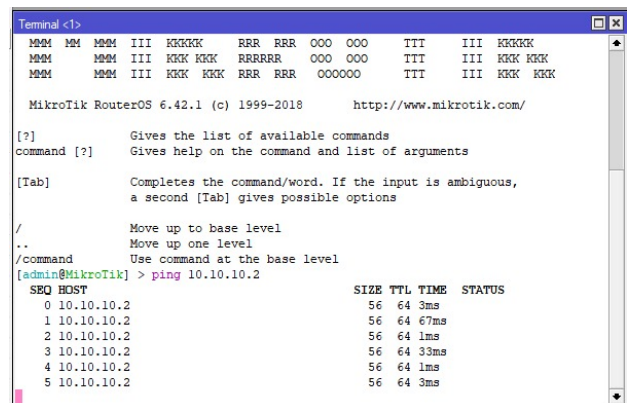 Terminal <1>
MMM  MM  MMM  III  KKKKK    RRR  RRR  OOO  OOO    TTT    III  KKKKK
MMM      MMM  III  KKK KKK  RRRRRR    OOO  OOO    TTT    III  KKK KKK
MMM      MMM  III  KKK  KKK RRR  RRR   OOOOOO     TTT    III  KKK  KKK
MikroTik RouterOS 6.42.1 (c) 1999-2018       http://www.mikrotik.com/
[?]             Gives the list of available commands
command [?]     Gives help on the command and list of arguments
[Tab]           Completes the command/word. If the input is ambiguous,
a second [Tab] gives possible options
/               Move up to base level
..              Move up one level
/command        Use command at the base level
[admin@MikroTik] > ping 10.10.10.2
SEQ HOST                                     SIZE TTL TIME  STATUS
0 10.10.10.2                                 56  64 3ms
1 10.10.10.2                                 56  64 67ms
2 10.10.10.2                                 56  64 1ms
3 10.10.10.2                                 56  64 33ms
4 10.10.10.2                                 56  64 1ms
5 10.10.10.2                                 56  64 3ms